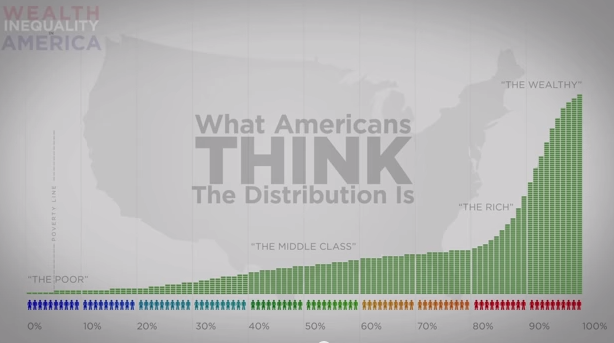 WEALTH
INEQUALITY
IN
AMERICA
"THE WEALTHY"
What Americans
THINK
The Distribution Is
"THE RICH"
"THE MIDDLE CLASS"
POVERTY LINE
"THE POOR"
0% 10% 20% 30% 40% 50% 60% 70% 80% 90% 100%